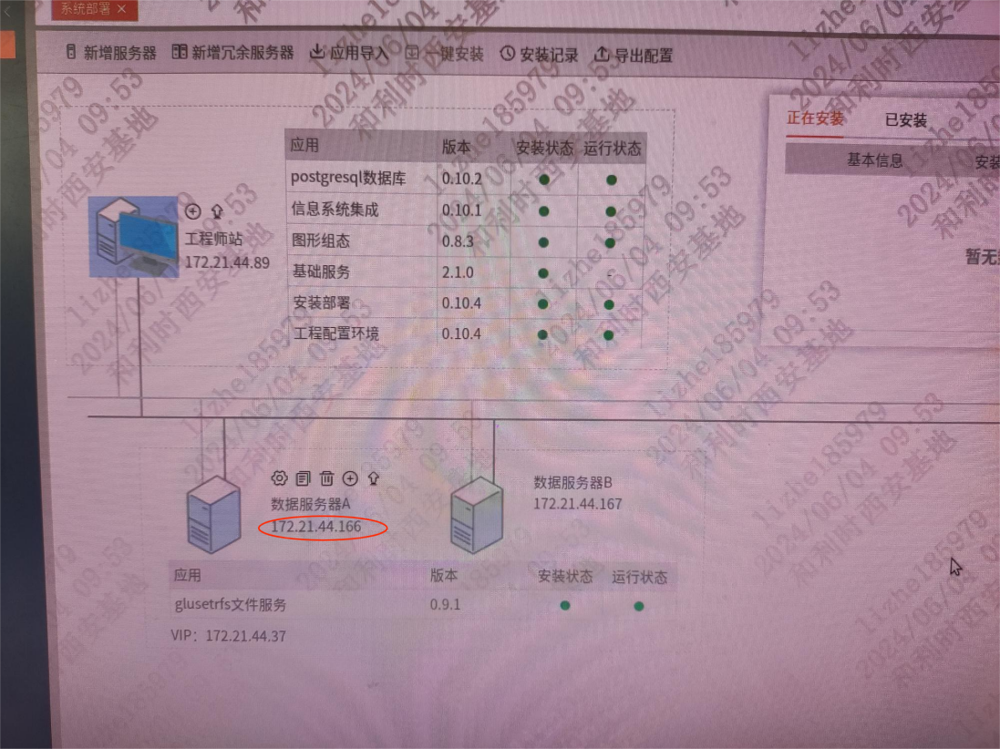 系统部署 ×
新增服务器 新增冗余服务器 应用导入 一键安装 安装记录 导出配置
正在安装 已安装
基本信息 安装
暂无
应用 版本 安装状态 运行状态
postgresql数据库 0.10.2
信息系统集成 0.10.1
图形组态 0.8.3
基础服务 2.1.0 -
安装部署 0.10.4
工程配置环境 0.10.4
工程师站
172.21.44.89
数据服务器A
172.21.44.166
数据服务器B
172.21.44.167
应用 版本 安装状态 运行状态
glusetrfs文件服务 0.9.1
VIP：172.21.44.37
lizhe185979
2024/06/04 09:53
和利时西安基地